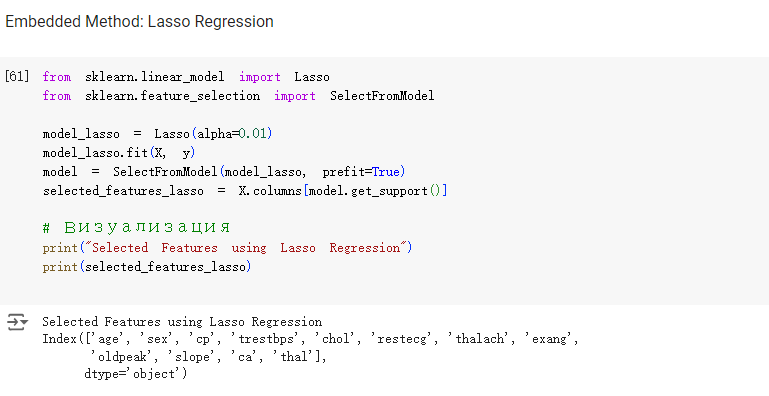 Embedded Method: Lasso Regression
[61] from sklearn.linear_model import Lasso
from sklearn.feature_selection import SelectFromModel
model_lasso = Lasso(alpha=0.01)
model_lasso.fit(X, y)
model = SelectFromModel(model_lasso, prefit=True)
selected_features_lasso = X.columns[model.get_support()]
# Визуализация
print("Selected Features using Lasso Regression")
print(selected_features_lasso)
Selected Features using Lasso Regression
Index(['age', 'sex', 'cp', 'trestbps', 'chol', 'restecg', 'thalach', 'exang',
'oldpeak', 'slope', 'ca', 'thal'],
dtype='object')